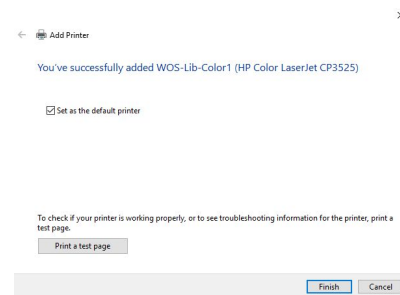 Add Printer
You've successfully added WOS-Lib-Color1 (HP Color LaserJet CP3525)
Set as the default printer
To check if your printer is working properly, or to see troubleshooting information for the printer, print a
test page.
Print a test page
Finish
Cancel